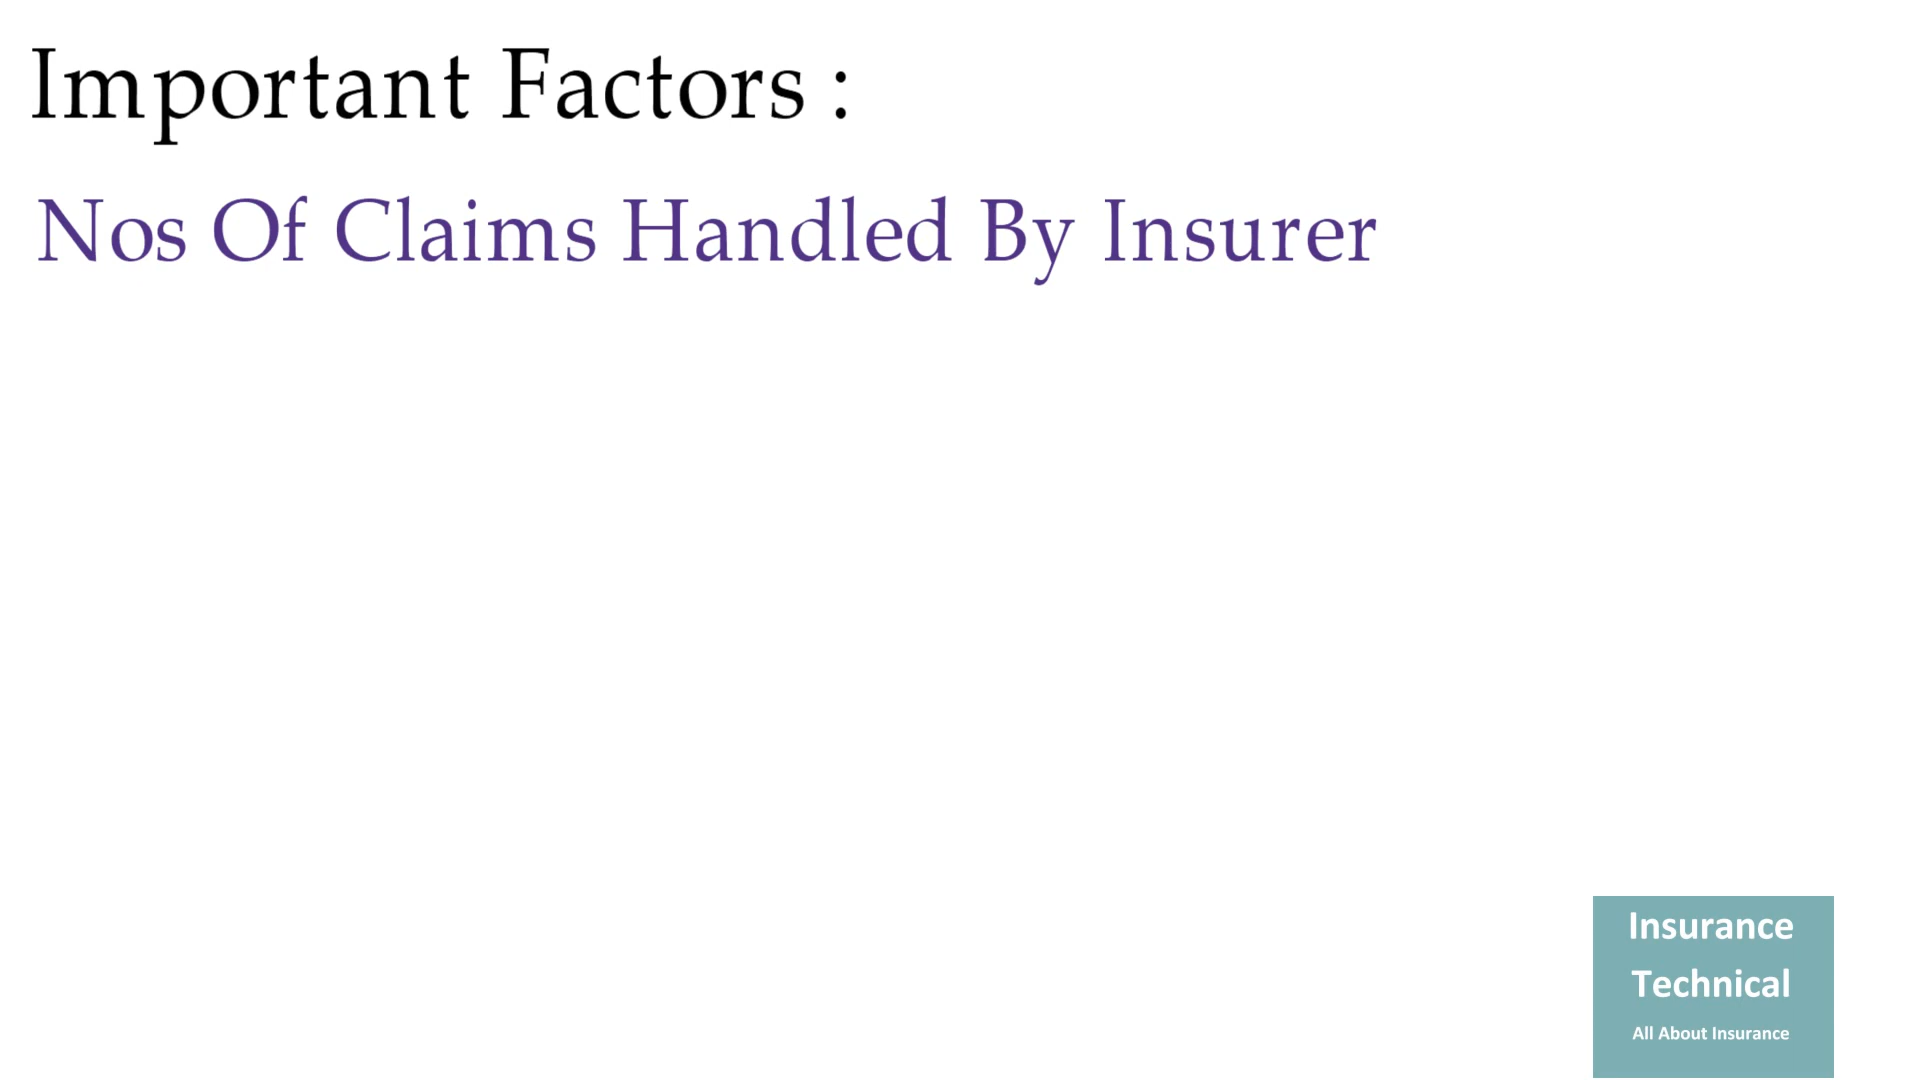 Important Factors :
Nos Of Claims Handled By Insurer
Insurance
Technical
All About Insurance